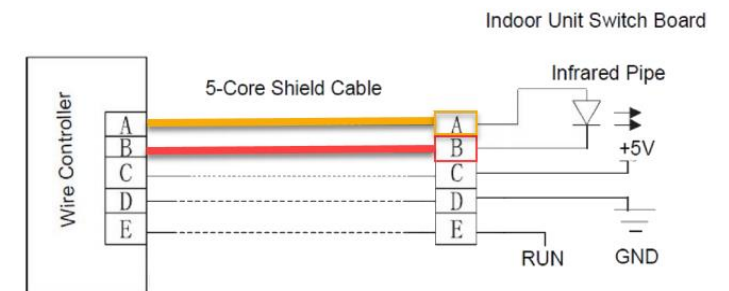 Indoor Unit Switch Board
Infrared Pipe
5-Core Shield Cable
Wire Controller
A
A
B
B
+5V
C
C
D
D
E
E
RUN
GND